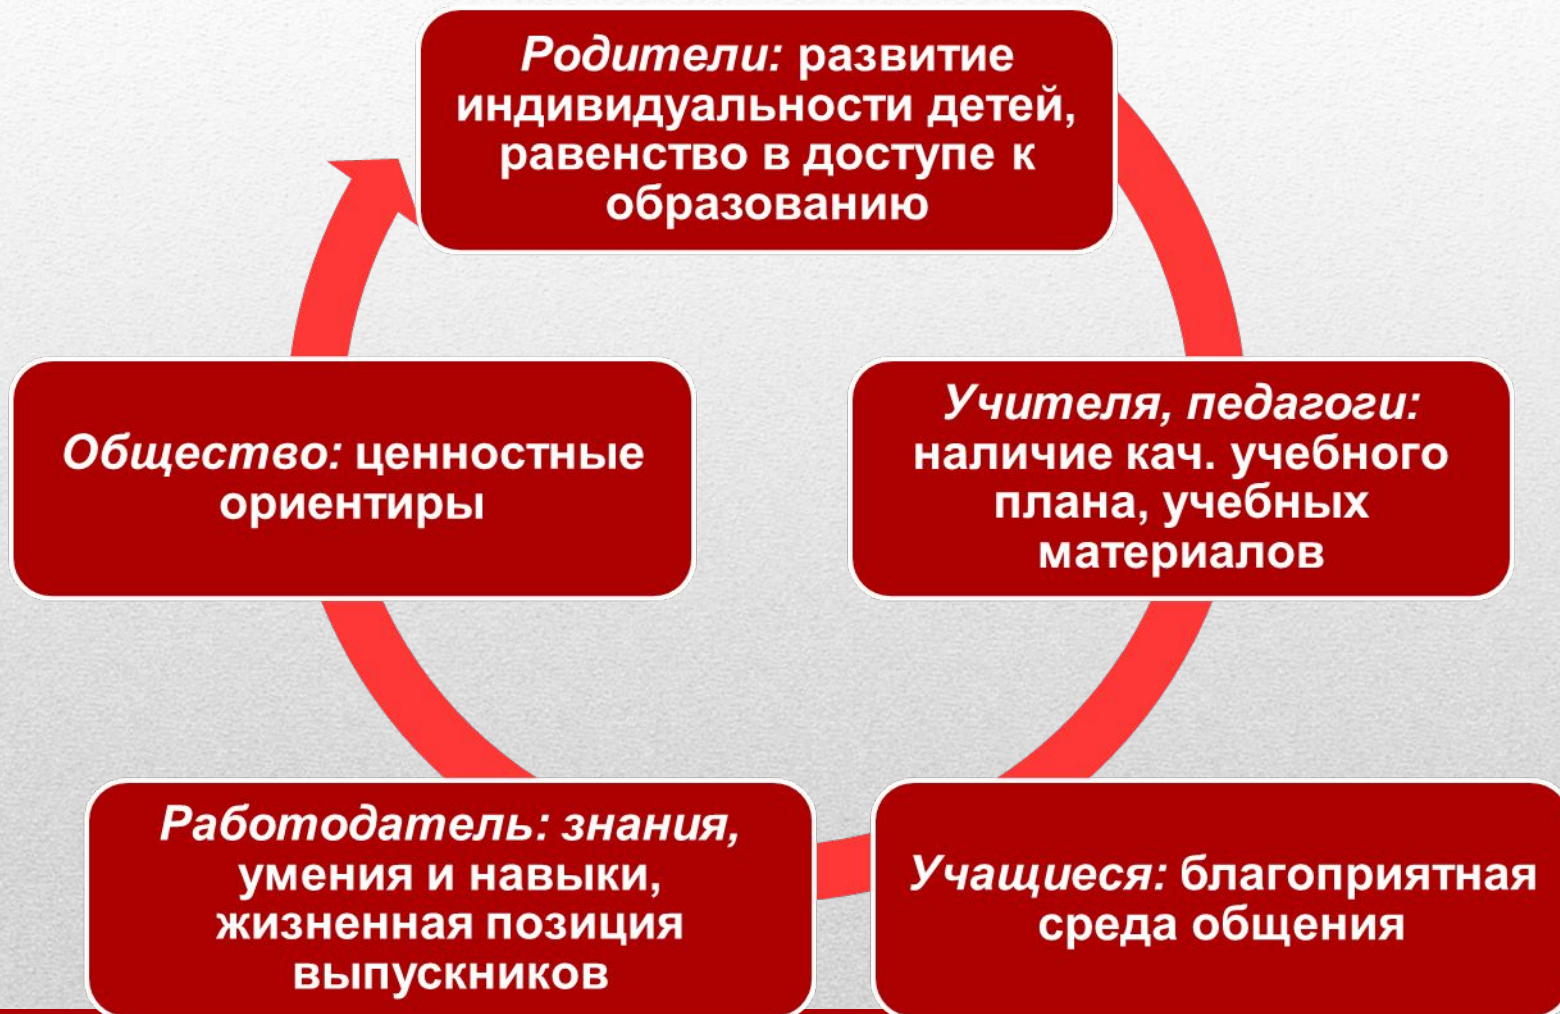 Родители: развитие
индивидуальности детей,
равенство в доступе к
образованию
Учителя, педагоги:
наличие кач. учебного
плана, учебных
материалов
Учащиеся: благоприятная
среда общения
Работодатель: знания,
умения и навыки,
жизненная позиция
выпускников
Общество: ценностные
ориентиры